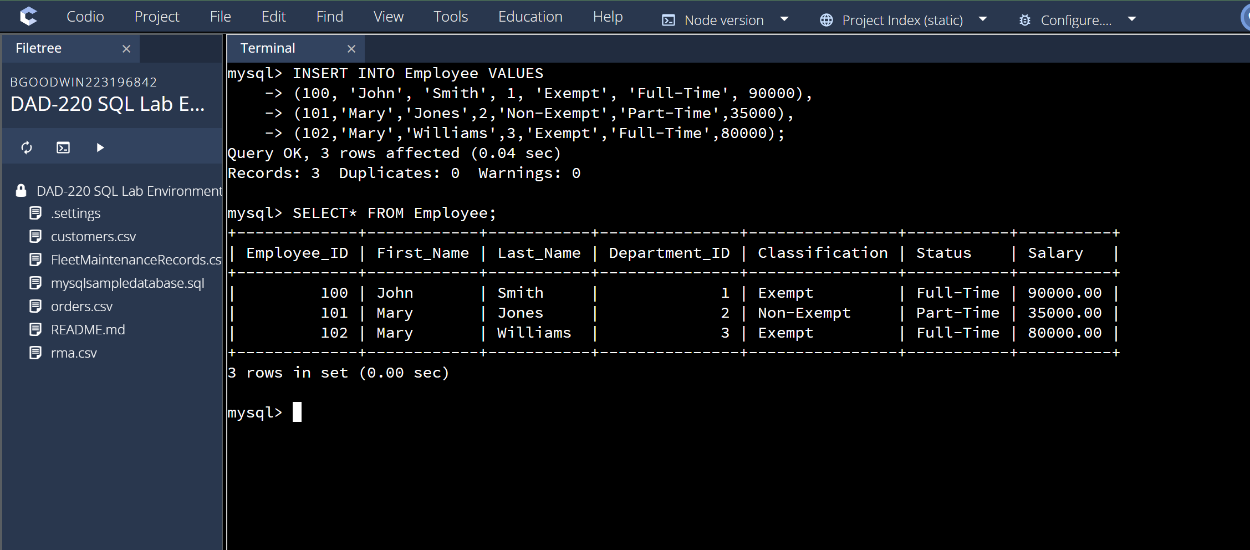 Codio Project File Edit Find View Tools Education Help Node version Project Index (static) Configure....
Filetree ×
Terminal ×
BGOODWIN223196842
DAD-220 SQL Lab E...
DAD-220 SQL Lab Environment
.settings
customers.csv
FleetMaintenanceRecords.cs
mysqlsampledatabase.sql
orders.csv
README.md
rma.csv
mysql> INSERT INTO Employee VALUES
    -> (100, 'John', 'Smith', 1, 'Exempt', 'Full-Time', 90000),
    -> (101,'Mary','Jones',2,'Non-Exempt','Part-Time',35000),
    -> (102,'Mary','Williams',3,'Exempt','Full-Time',80000);
Query OK, 3 rows affected (0.04 sec)
Records: 3  Duplicates: 0  Warnings: 0
mysql> SELECT* FROM Employee;
+-------------+------------+-----------+---------------+----------------+-----------+----------+
| Employee_ID | First_Name | Last_Name | Department_ID | Classification | Status    | Salary   |
+-------------+------------+-----------+---------------+----------------+-----------+----------+
|         100 | John       | Smith     |             1 | Exempt         | Full-Time | 90000.00 |
|         101 | Mary       | Jones     |             2 | Non-Exempt     | Part-Time | 35000.00 |
|         102 | Mary       | Williams  |             3 | Exempt         | Full-Time | 80000.00 |
+-------------+------------+-----------+---------------+----------------+-----------+----------+
3 rows in set (0.00 sec)
mysql>